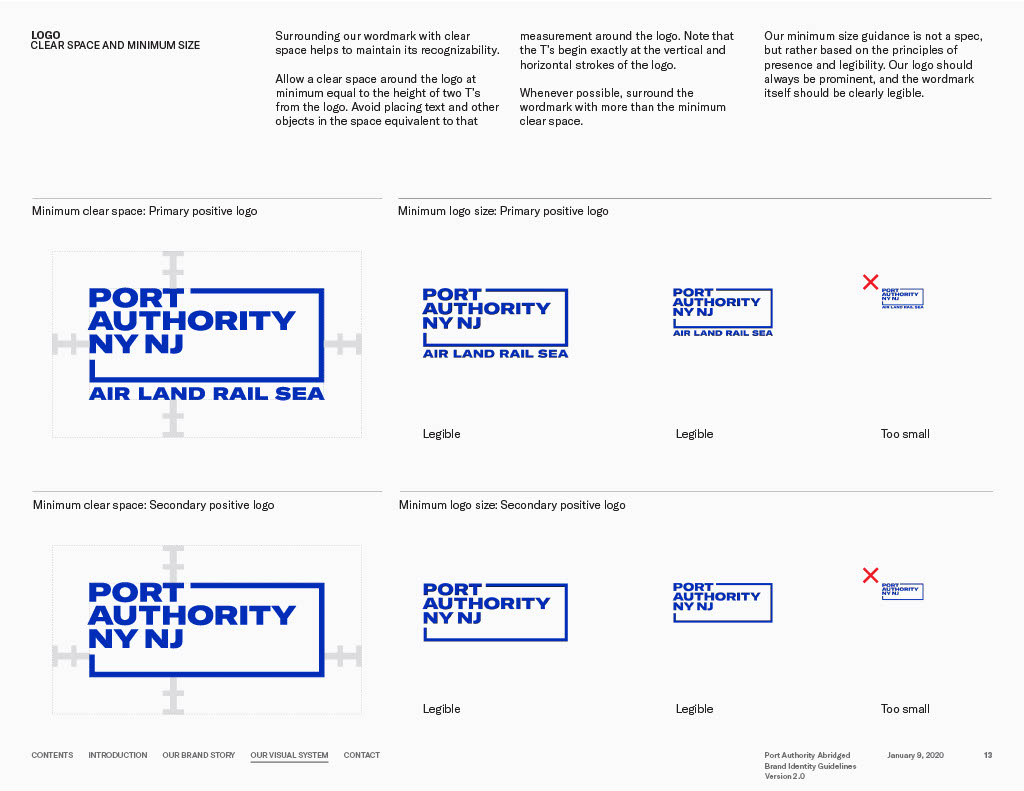 LOGO
CLEAR SPACE AND MINIMUM SIZE
Surrounding our wordmark with clear
space helps to maintain its recognizability.
Allow a clear space around the logo at
minimum equal to the height of two T's
from the logo. Avoid placing text and other
objects in the space equivalent to that
measurement around the logo. Note that
the T's begin exactly at the vertical and
horizontal strokes of the logo.
Whenever possible, surround the
wordmark with more than the minimum
clear space.
Our minimum size guidance is not a spec,
but rather based on the principles of
presence and legibility. Our logo should
always be prominent, and the wordmark
itself should be clearly legible.
Minimum clear space: Primary positive logo
PORT
AUTHORITY
NY NJ
AIR LAND RAIL SEA
Minimum logo size: Primary positive logo
PORT
AUTHORITY
NY NJ
AIR LAND RAIL SEA
Legible
PORT
AUTHORITY
NY NJ
AIR LAND RAIL SEA
Legible
PORT
AUTHORITY
NY NJ
AIR LAND RAIL SEA
Too small
Minimum clear space: Secondary positive logo
PORT
AUTHORITY
NY NJ
Minimum logo size: Secondary positive logo
PORT
AUTHORITY
NY NJ
Legible
PORT
AUTHORITY
NY NJ
Legible
PORT
AUTHORITY
NY NJ
Too small
CONTENTS INTRODUCTION OUR BRAND STORY OUR VISUAL SYSTEM CONTACT
Port Authority Abridged
Brand Identity Guidelines
Version 2.0
January 9, 2020
13